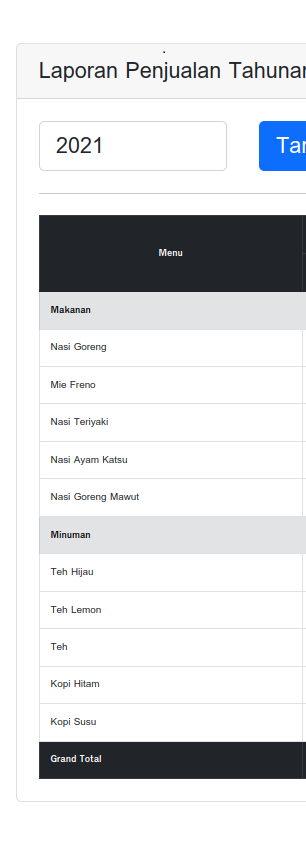 Laporan Penjualan Tahunan
2021
Menu
Makanan
Nasi Goreng
Mie Freno
Nasi Teriyaki
Nasi Ayam Katsu
Nasi Goreng Mawut
Minuman
Teh Hijau
Teh Lemon
Teh
Kopi Hitam
Kopi Susu
Grand Total